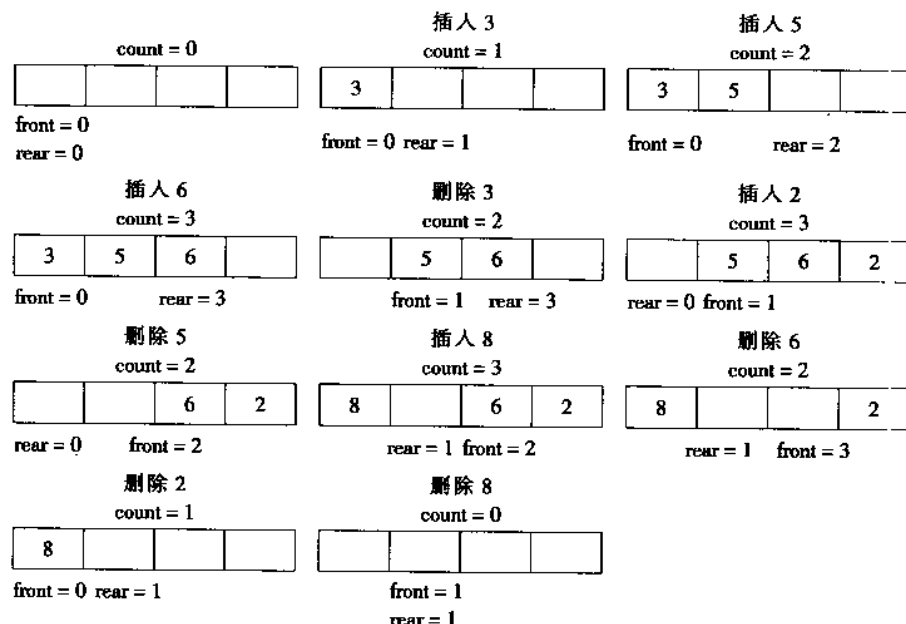 count = 0
front = 0
rear = 0
插入 3
count = 1
3
front = 0 rear = 1
插入 5
count = 2
3 5
front = 0 rear = 2
插入 6
count = 3
3 5 6
front = 0 rear = 3
删除 3
count = 2
5 6
front = 1 rear = 3
插入 2
count = 3
5 6 2
rear = 0 front = 1
删除 5
count = 2
6 2
rear = 0 front = 2
插入 8
count = 3
8 6 2
rear = 1 front = 2
删除 6
count = 2
8 2
rear = 1 front = 3
删除 2
count = 1
8
front = 0 rear = 1
删除 8
count = 0
front = 1
rear = 1